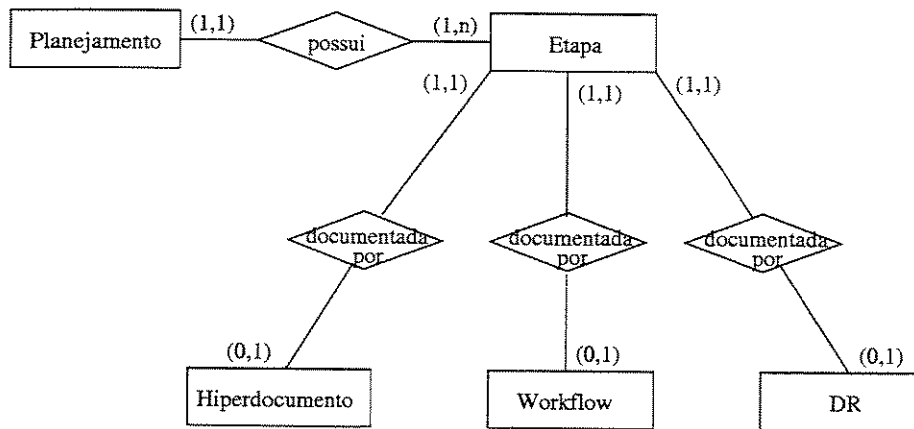 Planejamento
(1,1)
possui
(1,n)
Etapa
(1,1)
(1,1)
(1,1)
documentada
por
documentada
por
documentada
por
(0,1)
(0,1)
(0,1)
Hiperdocumento
Workflow
DR